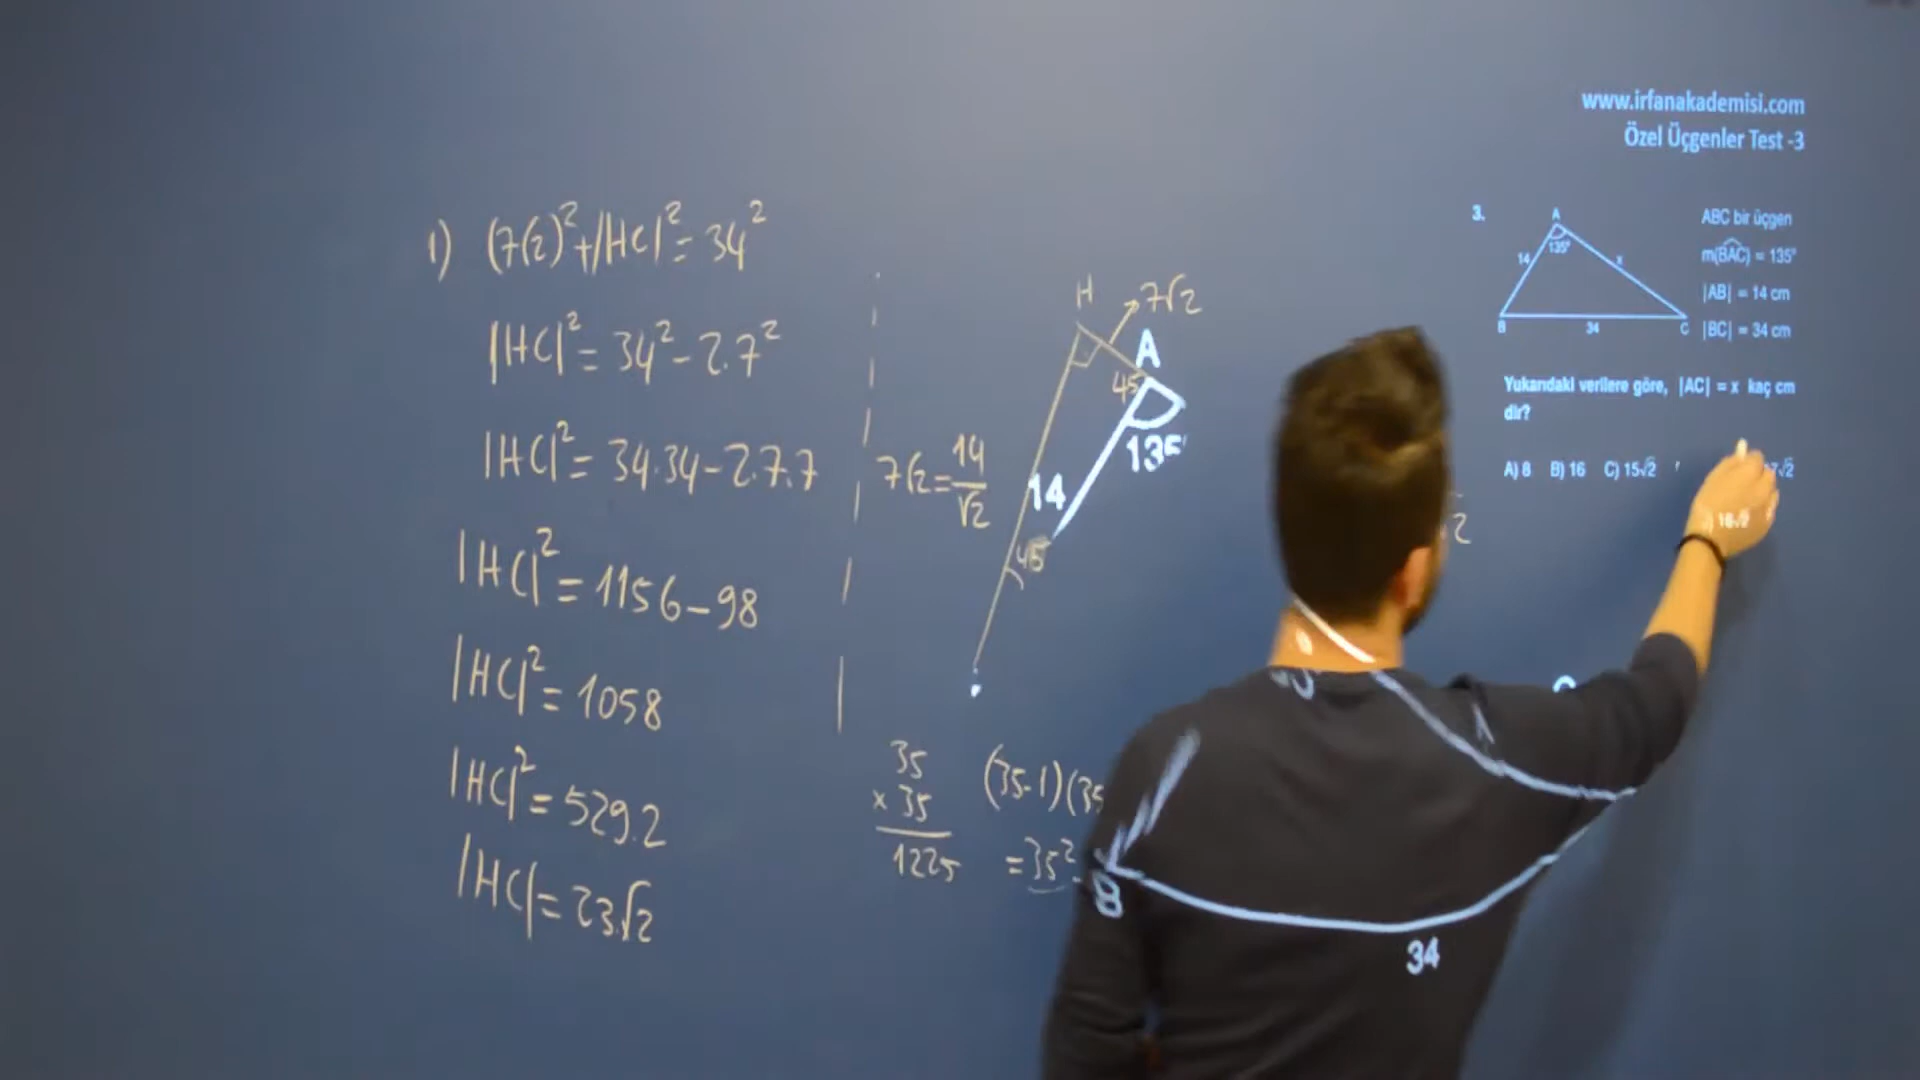 www.irfanakademisi.com
Özel Üçgenler Test -3
3.
A
135°
14
x
B
34
C
ABC bir üçgen
m(BAC) = 135°
|AB| = 14 cm
|BC| = 34 cm
Yukarıdaki verilere göre, |AC| = x kaç cm
dir?
A) 8 B) 16 C) 15√2
1) (7√2)²+|HC|²=34²
|HC|²=34²-2.7²
|HC|²=34.34-2.7.7
|HC|²=1156-98
|HC|²=1058
|HC|²=529.2
|HC|=23√2
7√2=14/√2
H
7√2
A
45
135
14
45
35
x 35
1225
(35-1)(35
=35²
B
34